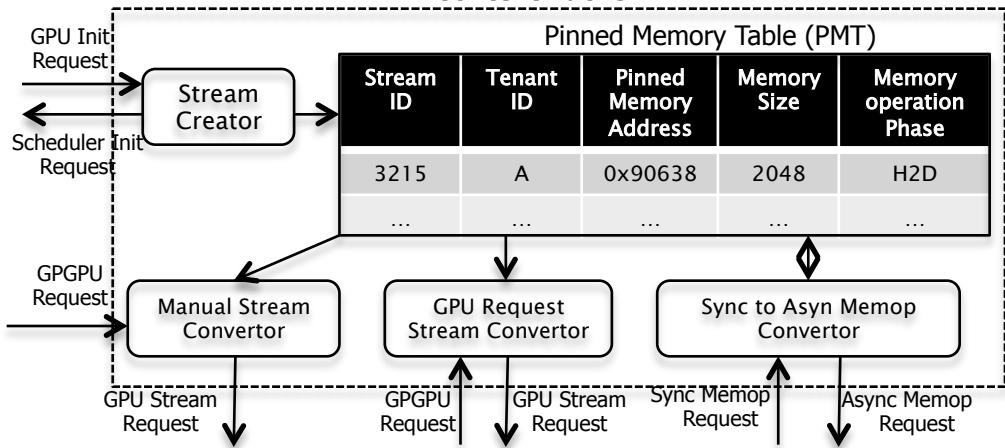 Pinned Memory Table (PMT)
GPU Init
Request
Stream
Creator
Scheduler Init
Request
Stream
ID
Tenant
ID
Pinned
Memory
Address
Memory
Size
Memory
operation
Phase
3215
A
0x90638
2048
H2D
...
...
...
...
...
GPGPU
Request
Manual Stream
Convertor
GPU Request
Stream Convertor
Sync to Asyn Memop
Convertor
GPU Stream
Request
GPGPU
Request
GPU Stream
Request
Sync Memop
Request
Async Memop
Request